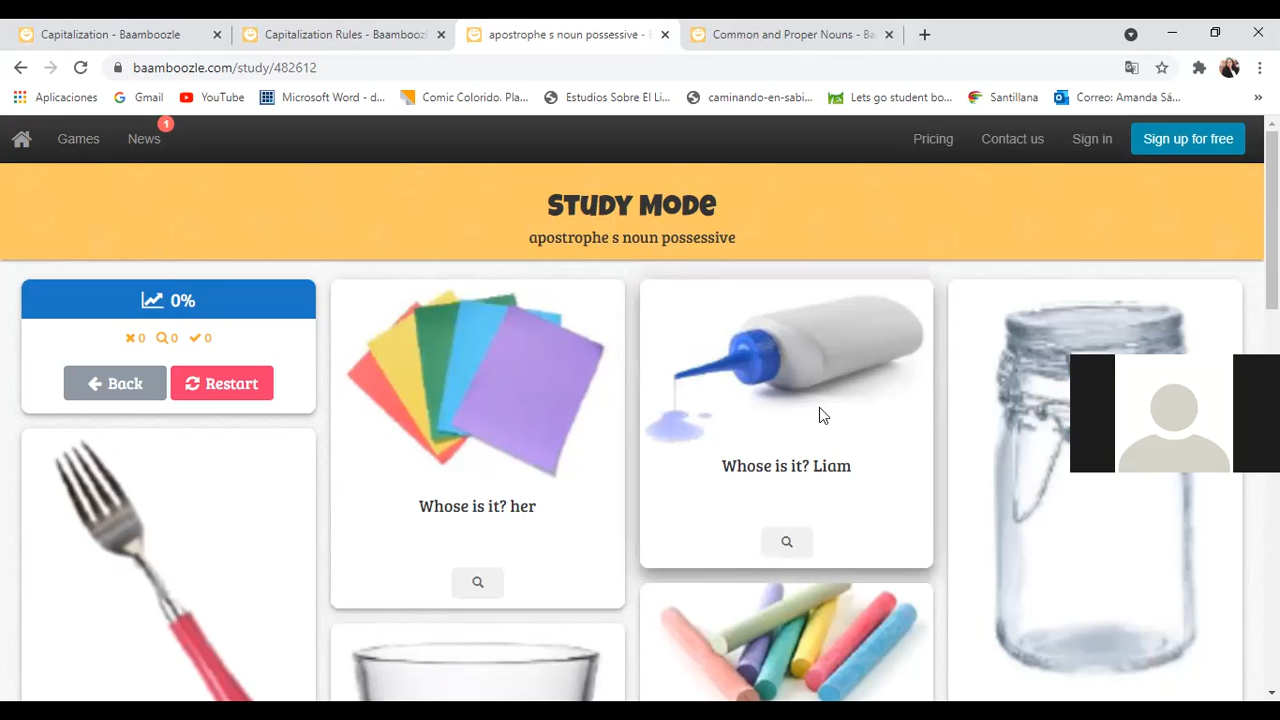 Capitalization - Baamboozle
Capitalization Rules - Baambooz
apostrophe s noun possessive -
Common and Proper Nouns - Ba
baamboozle.com/study/482612
Aplicaciones
Gmail
YouTube
Microsoft Word - d...
Comic Colorido. Pla...
Estudios Sobre El Li...
caminando-en-sabi...
Lets go student bo...
Santillana
Correo: Amanda Sá...
Games
News
1
Pricing
Contact us
Sign in
Sign up for free
Study Mode
apostrophe s noun possessive
0%
0 0 0
Back
Restart
Whose is it? her
Whose is it? Liam